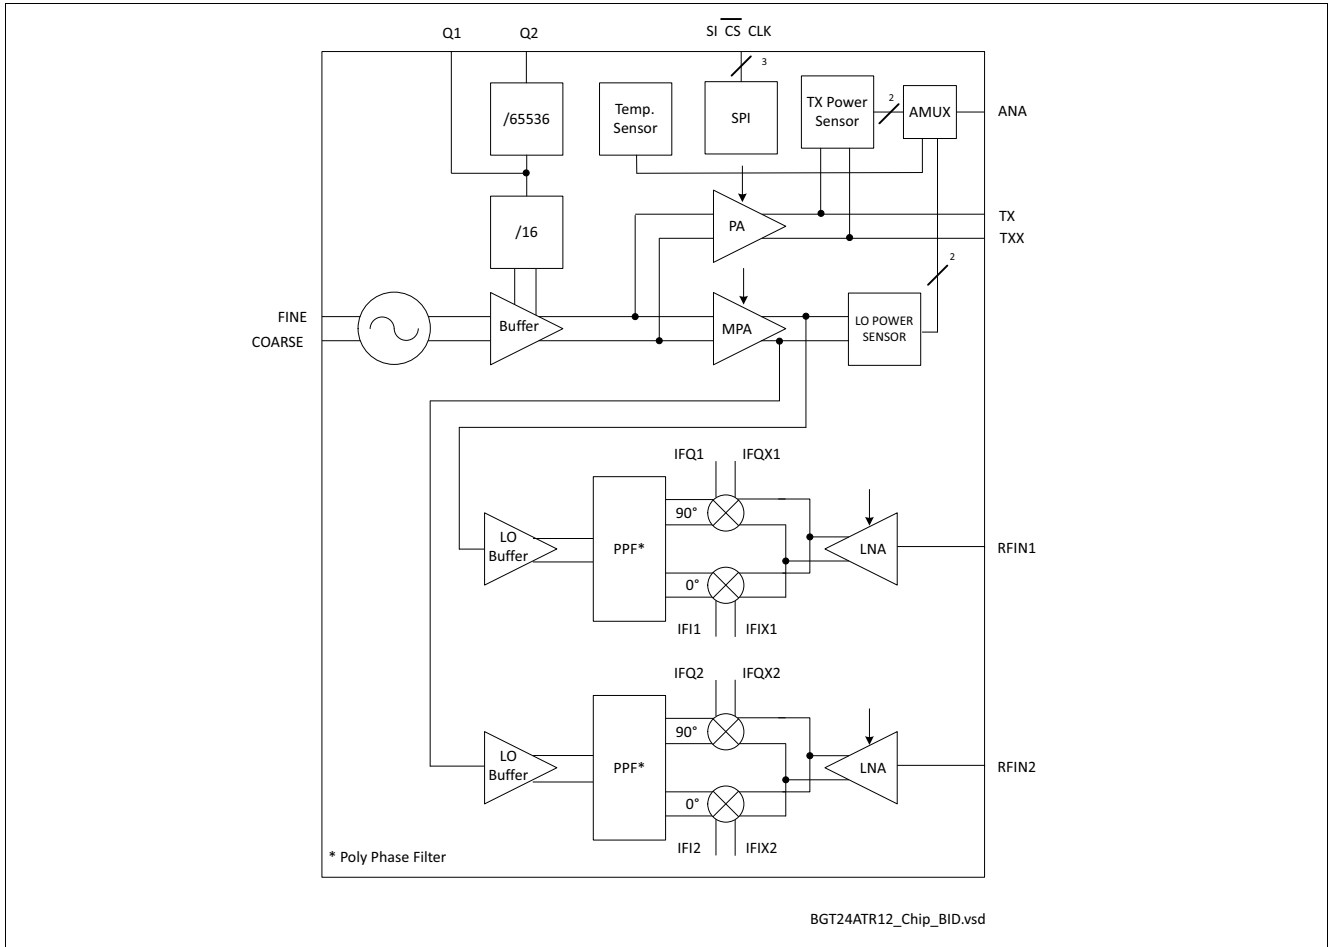 Q1 Q2 SI CS CLK
3
/65536
Temp.
Sensor
SPI
TX Power
Sensor
2
AMUX
ANA
/16
PA
TX
TXX
2
FINE
COARSE
Buffer
MPA
LO POWER
SENSOR
IFQ1 IFQX1
90°
LO
Buffer
PPF*
LNA
RFIN1
0°
IFI1 IFIX1
IFQ2 IFQX2
90°
LO
Buffer
PPF*
LNA
RFIN2
0°
IFI2 IFIX2
* Poly Phase Filter
BGT24ATR12_Chip_BID.vsd